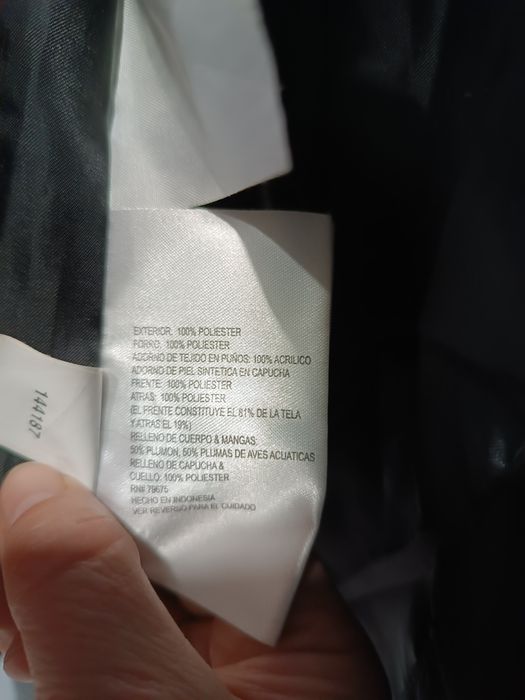 EXTERIOR: 100% POLIESTER
FORRO: 100% POLIESTER
ADORNO DE TEJIDO EN PUÑOS: 100% ACRILICO
ADORNO DE PIEL SINTETICA EN CAPUCHA
FRENTE: 100% POLIESTER
ATRAS: 100% POLIESTER
(EL FRENTE CONSTITUYE EL 81% DE LA TELA
Y ATRAS EL 19%)
RELLENO DE CUERPO & MANGAS:
50% PLUMON, 50% PLUMAS DE AVES ACUATICAS
RELLENO DE CAPUCHA &
CUELLO: 100% POLIESTER
RN# 79675
HECHO EN INDONESIA
VER REVERSO PARA EL CUIDADO
144187